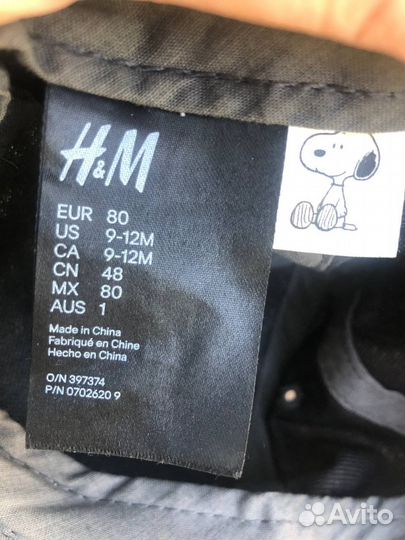 H&M
EUR 80
US 9-12M
CA 9-12M
CN 48
MX 80
AUS 1
Made in China
Fabriqué en Chine
Hecho en China
O/N 397374
P/N 0702620 9
Avito